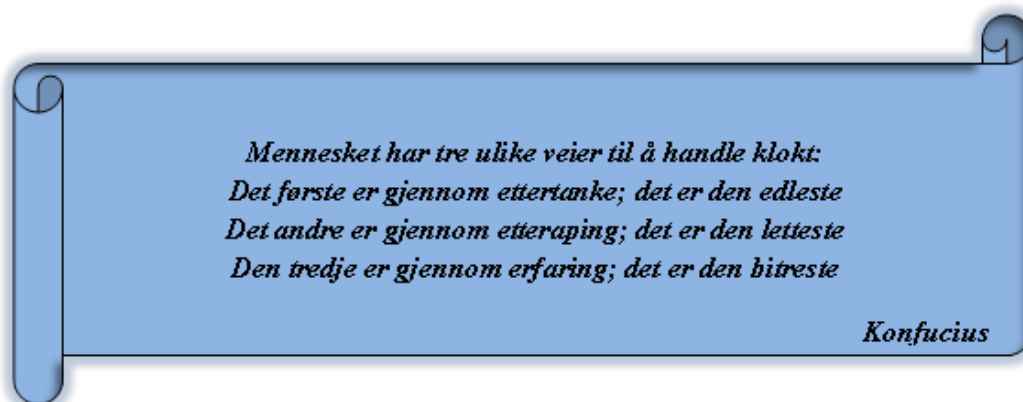 Mennesket har tre ulike veier til å handle klokt:
Det første er gjennom ettertanke; det er den edleste
Det andre er gjennom etteraping; det er den letteste
Den tredje er gjennom erfaring; det er den bitreste
Konfucius